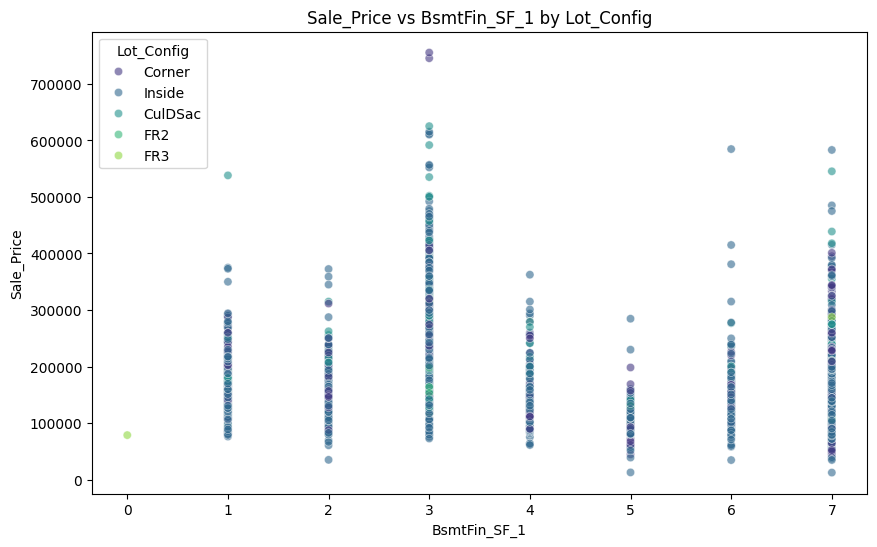 Sale_Price vs BsmtFin_SF_1 by Lot_Config
Lot_Config
Corner
Inside
CulDSac
FR2
FR3
Sale_Price
700000
600000
500000
400000
300000
200000
100000
0
0 1 2 3 4 5 6 7
BsmtFin_SF_1